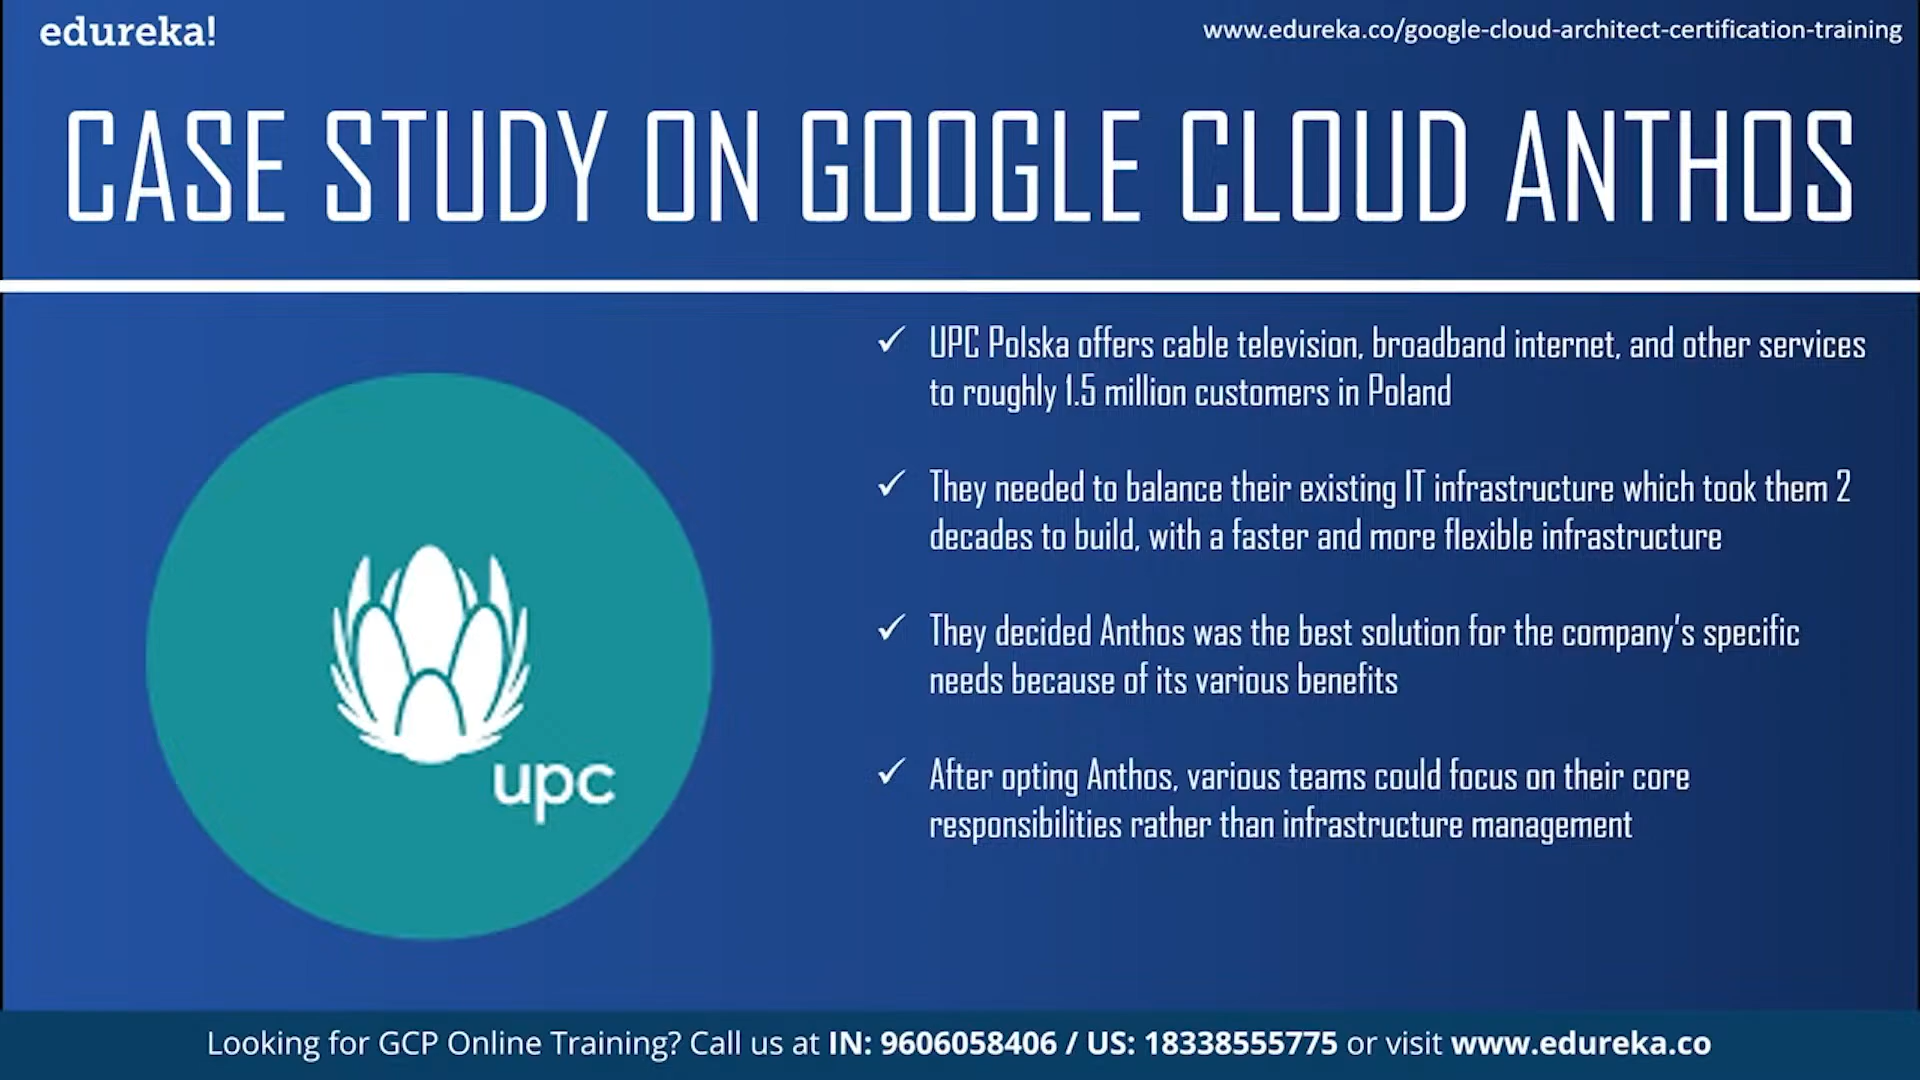 edureka!
www.edureka.co/google-cloud-architect-certification-training
CASE STUDY ON GOOGLE CLOUD ANTHOS
✓ UPC Polska offers cable television, broadband internet, and other services
to roughly 1.5 million customers in Poland
✓ They needed to balance their existing IT infrastructure which took them 2
decades to build, with a faster and more flexible infrastructure
✓ They decided Anthos was the best solution for the company's specific
needs because of its various benefits
✓ After opting Anthos, various teams could focus on their core
responsibilities rather than infrastructure management
upc
Looking for GCP Online Training? Call us at IN: 9606058406 / US: 18338555775 or visit www.edureka.co